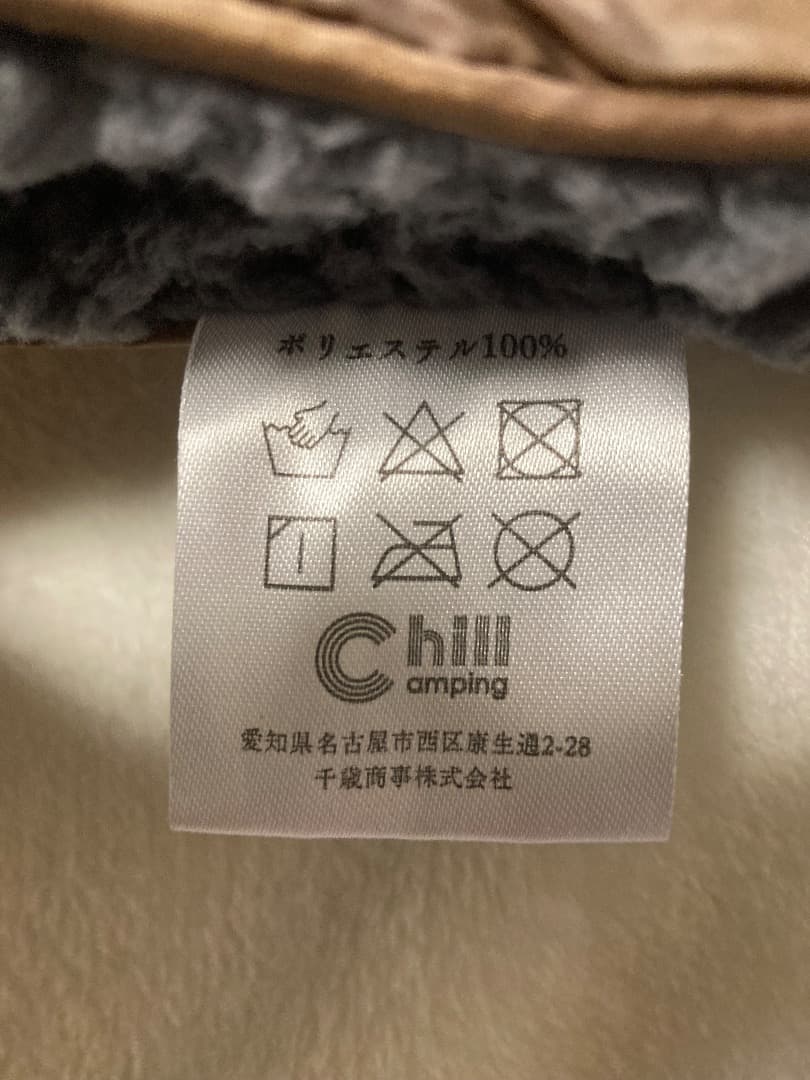 ポリエステル100%
Chill
amping
愛知県名古屋市西区康生通2-28
千歳商事株式会社